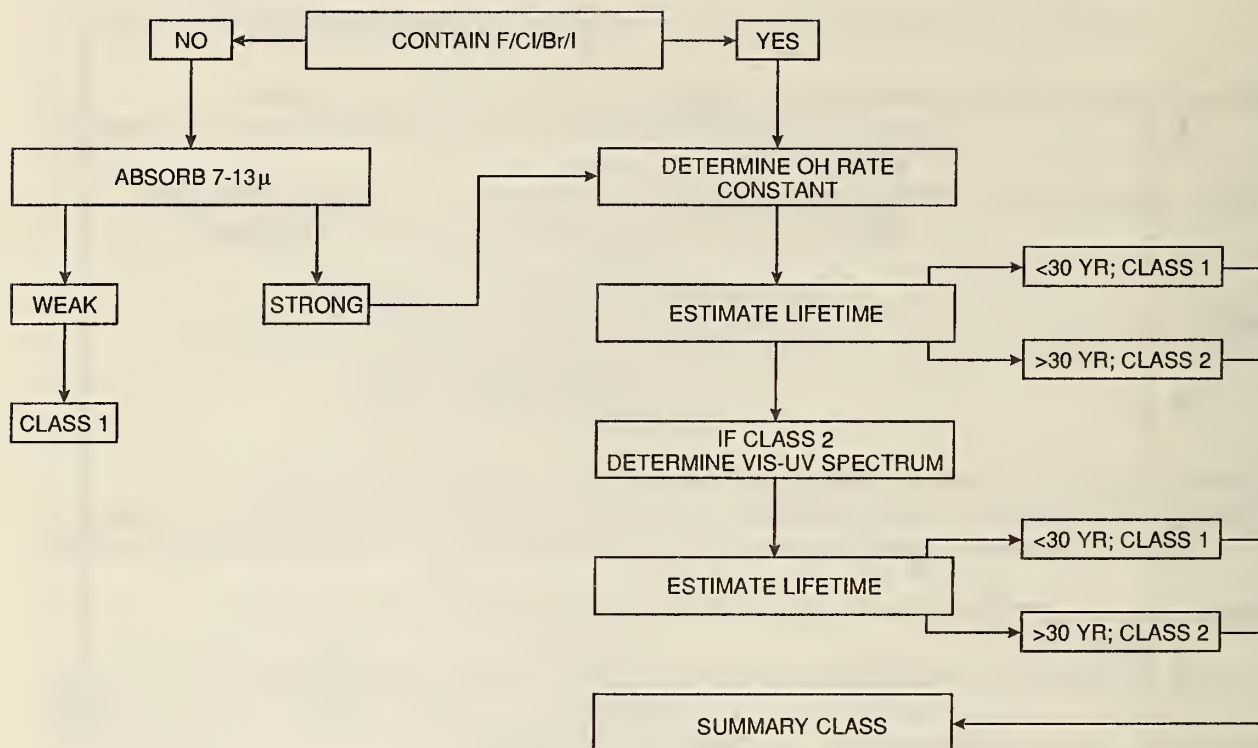 NO
CONTAIN F/Cl/Br/I
YES
ABSORB 7-13μ
DETERMINE OH RATE
CONSTANT
WEAK
STRONG
ESTIMATE LIFETIME
<30 YR; CLASS 1
>30 YR; CLASS 2
CLASS 1
IF CLASS 2
DETERMINE VIS-UV SPECTRUM
ESTIMATE LIFETIME
<30 YR; CLASS 1
>30 YR; CLASS 2
SUMMARY CLASS